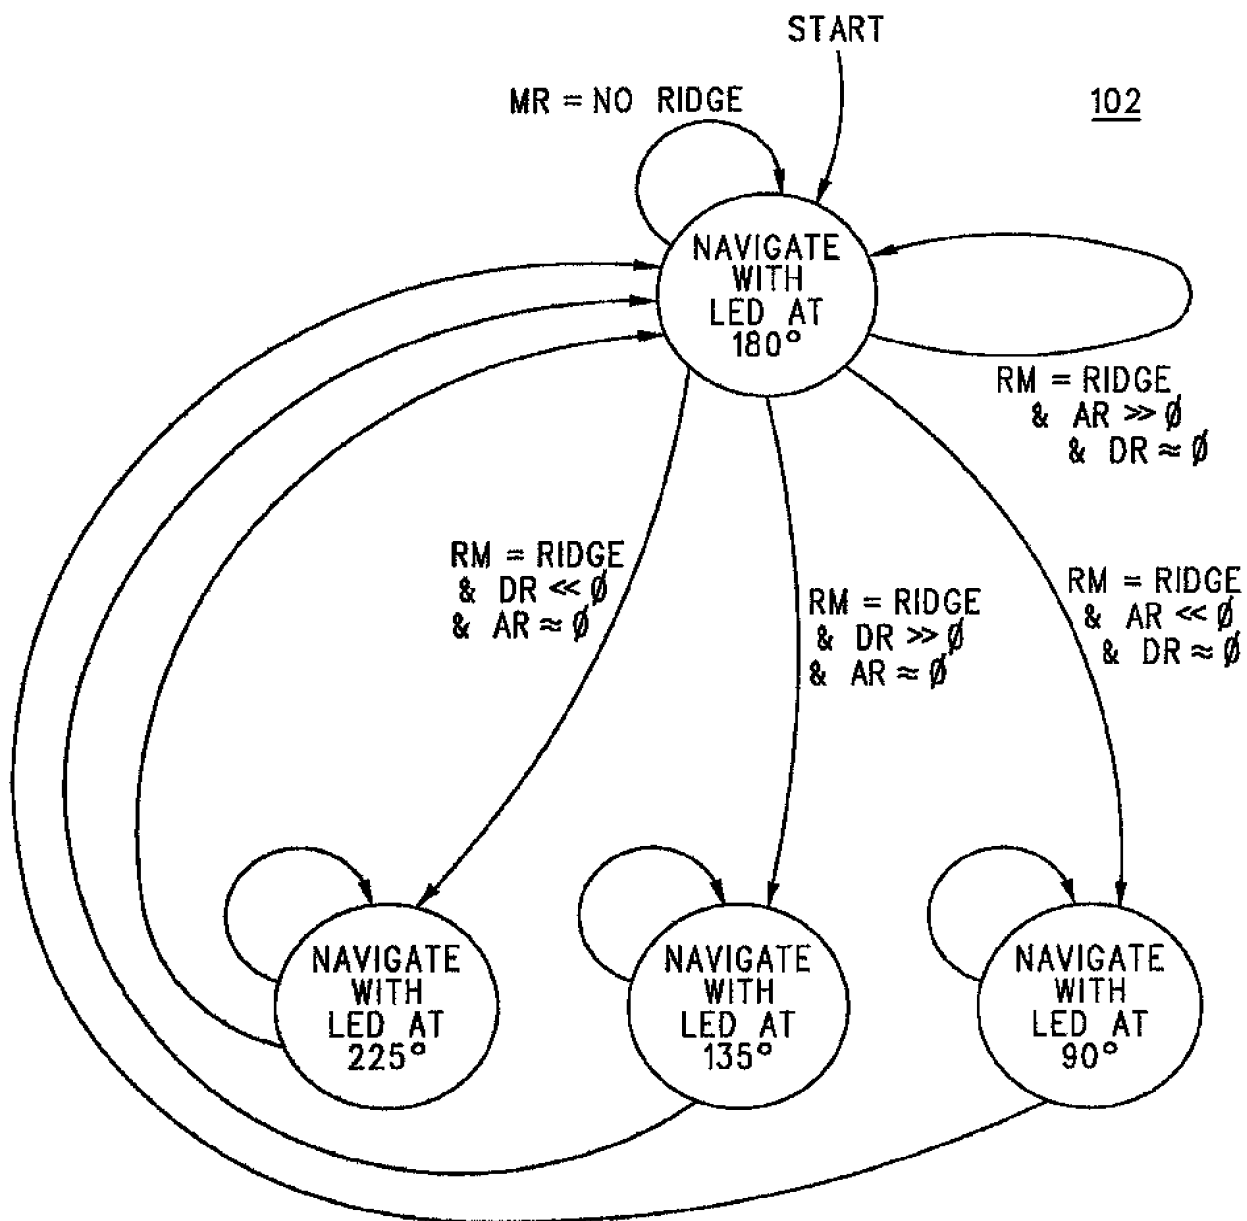 START
MR = NO RIDGE
102
NAVIGATE
WITH
LED AT
180°
RM = RIDGE
& AR >> Ø
& DR ≈ Ø
RM = RIDGE
& DR << Ø
& AR ≈ Ø
RM = RIDGE
& DR >> Ø
& AR ≈ Ø
RM = RIDGE
& AR << Ø
& DR ≈ Ø
NAVIGATE
WITH
LED AT
225°
NAVIGATE
WITH
LED AT
135°
NAVIGATE
WITH
LED AT
90°